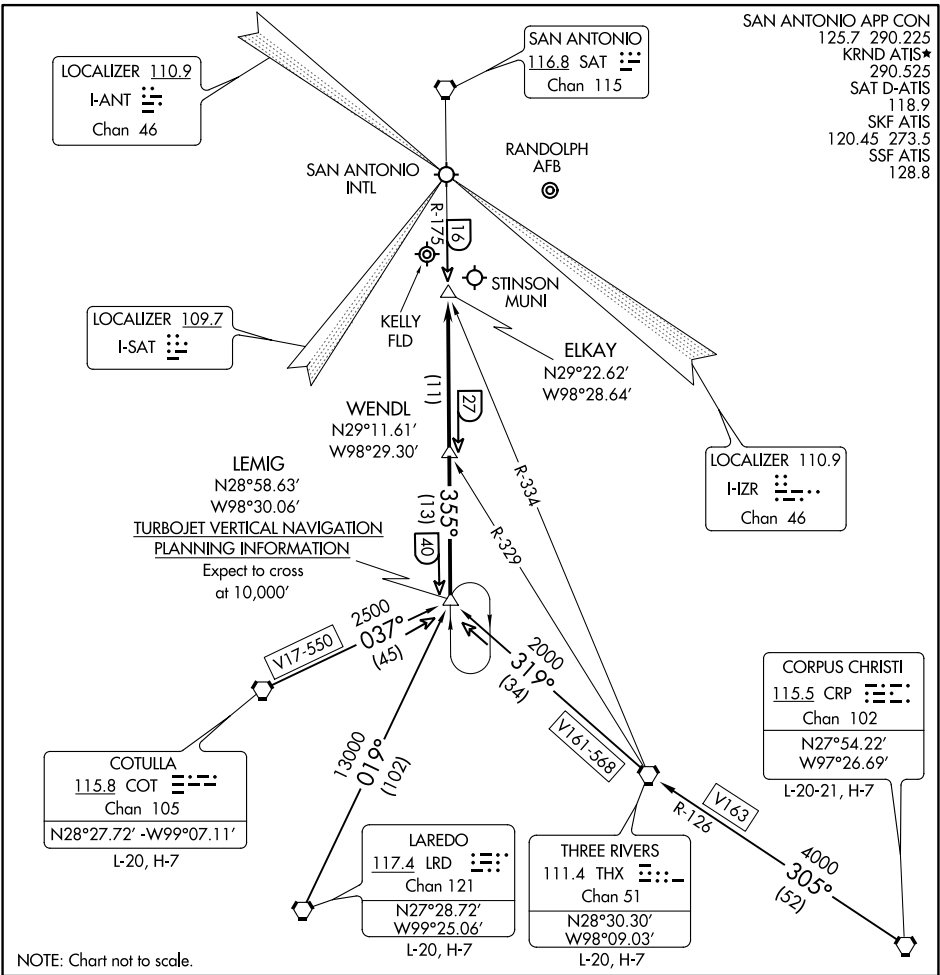 SAN ANTONIO APP CON
125.7 290.225
KRND ATIS★
290.525
SAT D-ATIS
118.9
SKF ATIS
120.45 273.5
SSF ATIS
128.8
SAN ANTONIO
116.8 SAT
Chan 115
LOCALIZER 110.9
I-ANT
Chan 46
SAN ANTONIO
INTL
RANDOLPH
AFB
R-175
16
KELLY
FLD
STINSON
MUNI
LOCALIZER 109.7
I-SAT
ELKAY
N29°22.62'
W98°28.64'
(11)
27
WENDL
N29°11.61'
W98°29.30'
LOCALIZER 110.9
I-IZR
Chan 46
R-334
R-329
LEMIG
N28°58.63'
W98°30.06'
TURBOJET VERTICAL NAVIGATION
PLANNING INFORMATION
Expect to cross
at 10,000'
355°
(13)
40
2500
V17-550
037°
(45)
2000
319°
(34)
V161-568
13000
019°
(102)
CORPUS CHRISTI
115.5 CRP
Chan 102
N27°54.22'
W97°26.69'
L-20-21, H-7
COTULLA
115.8 COT
Chan 105
N28°27.72' -W99°07.11'
L-20, H-7
V163
R-126
4000
305°
(52)
LAREDO
117.4 LRD
Chan 121
N27°28.72'
W99°25.06'
L-20, H-7
THREE RIVERS
111.4 THX
Chan 51
N28°30.30'
W98°09.03'
L-20, H-7
NOTE: Chart not to scale.